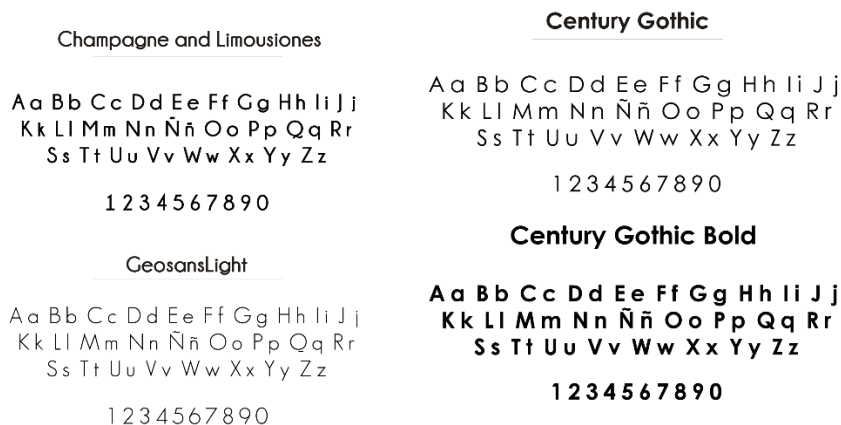 Champagne and Limousiones
Aa Bb Cc Dd Ee Ff Gg Hh Ii Jj
Kk Ll Mm Nn Ññ Oo Pp Qq Rr
Ss Tt Uu Vv Ww Xx Yy Zz
1234567890
GeosansLight
Aa Bb Cc Dd Ee Ff Gg Hh Ii Jj
Kk Ll Mm Nn Ññ Oo Pp Qq Rr
Ss Tt Uu Vv Ww Xx Yy Zz
1234567890
Century Gothic
Aa Bb Cc Dd Ee Ff Gg Hh Ii Jj
Kk Ll Mm Nn Ññ Oo Pp Qq Rr
Ss Tt Uu Vv Ww Xx Yy Zz
1234567890
Century Gothic Bold
Aa Bb Cc Dd Ee Ff Gg Hh Ii Jj
Kk Ll Mm Nn Ññ Oo Pp Qq Rr
Ss Tt Uu Vv Ww Xx Yy Zz
1234567890